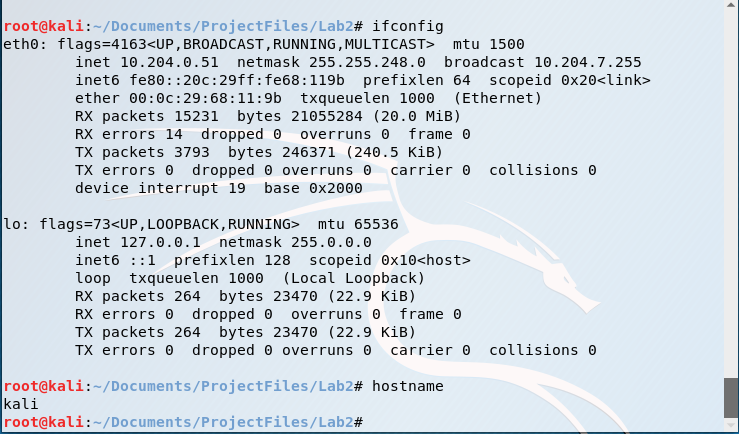 root@kali:~/Documents/ProjectFiles/Lab2# ifconfig
eth0: flags=4163<UP,BROADCAST,RUNNING,MULTICAST>  mtu 1500
        inet 10.204.0.51  netmask 255.255.248.0  broadcast 10.204.7.255
        inet6 fe80::20c:29ff:fe68:119b  prefixlen 64  scopeid 0x20<link>
        ether 00:0c:29:68:11:9b  txqueuelen 1000  (Ethernet)
        RX packets 15231  bytes 21055284 (20.0 MiB)
        RX errors 14  dropped 0  overruns 0  frame 0
        TX packets 3793  bytes 246371 (240.5 KiB)
        TX errors 0  dropped 0 overruns 0  carrier 0  collisions 0
        device interrupt 19  base 0x2000

lo: flags=73<UP,LOOPBACK,RUNNING>  mtu 65536
        inet 127.0.0.1  netmask 255.0.0.0
        inet6 ::1  prefixlen 128  scopeid 0x10<host>
        loop  txqueuelen 1000  (Local Loopback)
        RX packets 264  bytes 23470 (22.9 KiB)
        RX errors 0  dropped 0  overruns 0  frame 0
        TX packets 264  bytes 23470 (22.9 KiB)
        TX errors 0  dropped 0 overruns 0  carrier 0  collisions 0

root@kali:~/Documents/ProjectFiles/Lab2# hostname
kali
root@kali:~/Documents/ProjectFiles/Lab2#